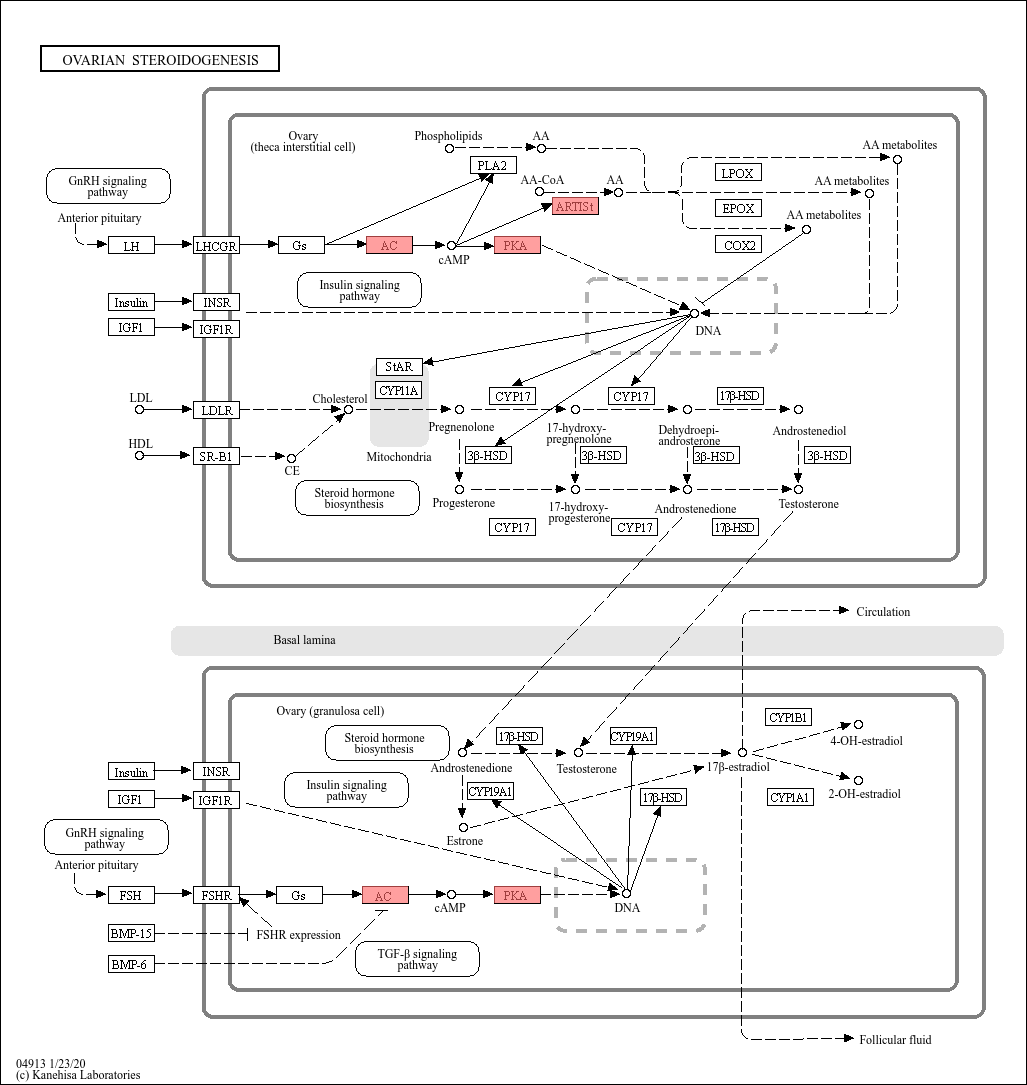 OVARIAN STEROIDOGENESIS
Ovary
(theca interstitial cell)
Phospholipids
AA
AA metabolites
PLA2
LPOX
GnRH signaling
pathway
AA-CoA
AA
AA metabolites
ARTISt
EPOX
Anterior pituitary
AA metabolites
LH
LHCGR
Gs
AC
cAMP
PKA
COX2
Insulin signaling
pathway
Insulin
INSR
IGF1
IGF1R
DNA
StAR
CYP11A
CYP17
CYP17
17β-HSD
LDL
LDLR
Cholesterol
Pregnenolone
17-hydroxy-
pregnenolone
Dehydroepi-
androsterone
Androstenediol
HDL
SR-B1
CE
Mitochondria
3β-HSD
3β-HSD
3β-HSD
3β-HSD
Steroid hormone
biosynthesis
Progesterone
17-hydroxy-
progesterone
Androstenedione
Testosterone
CYP17
CYP17
17β-HSD
Circulation
Basal lamina
Ovary (granulosa cell)
CYP1B1
Steroid hormone
biosynthesis
17β-HSD
CYP19A1
4-OH-estradiol
Androstenedione
Testosterone
17β-estradiol
Insulin
INSR
Insulin signaling
pathway
CYP19A1
17β-HSD
CYP1A1
2-OH-estradiol
IGF1
IGF1R
GnRH signaling
pathway
Estrone
Anterior pituitary
FSH
FSHR
Gs
AC
cAMP
PKA
DNA
BMP-15
FSHR expression
BMP-6
TGF-β signaling
pathway
Follicular fluid
04913 1/23/20
(c) Kanehisa Laboratories